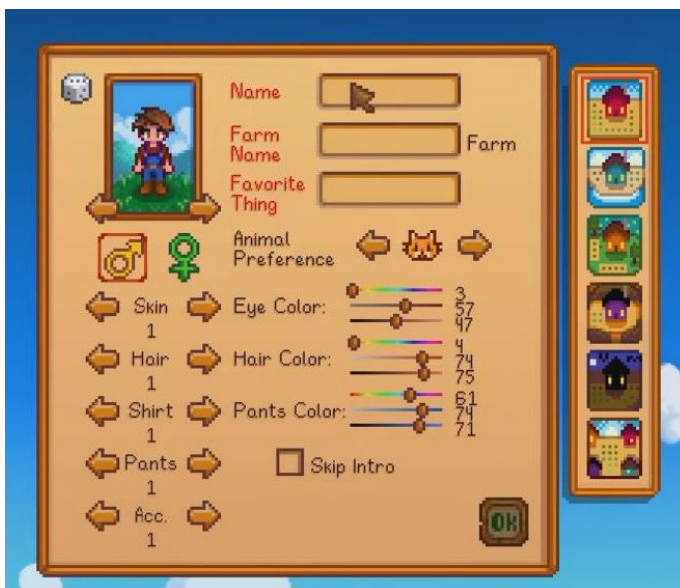 Name
Farm
Name
Farm
Favorite
Thing
Animal
Preference
Skin
1
Eye Color:
3
57
47
Hair
1
Hair Color:
4
74
75
Shirt
1
Pants Color:
61
74
71
Pants
1
Skip Intro
Acc.
1
Ok